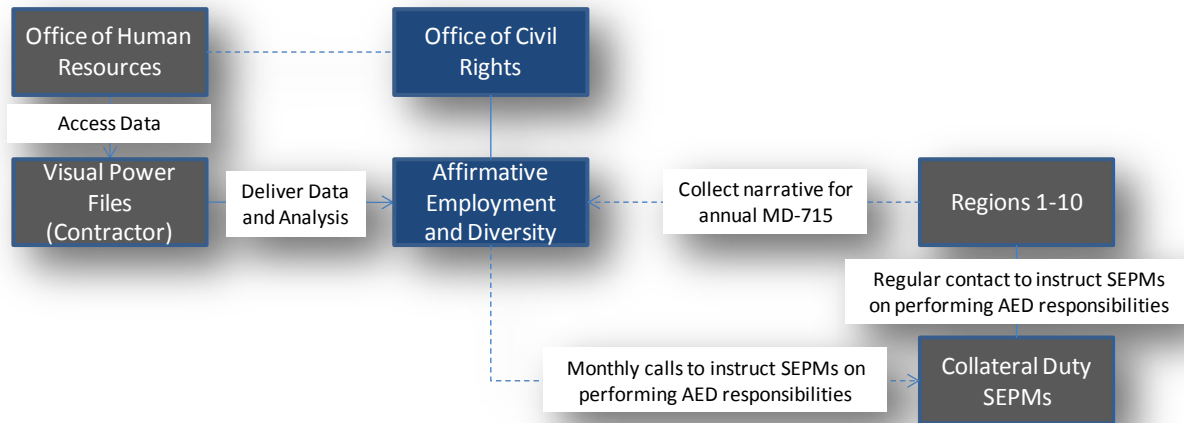 Office of Human
Resources
Office of Civil
Rights
Access Data
Visual Power
Files
(Contractor)
Deliver Data
and Analysis
Affirmative
Employment
and Diversity
Collect narrative for
annual MD-715
Regions 1-10
Regular contact to instruct SEPMs
on performing AED responsibilities
Monthly calls to instruct SEPMs on
performing AED responsibilities
Collateral Duty
SEPMs